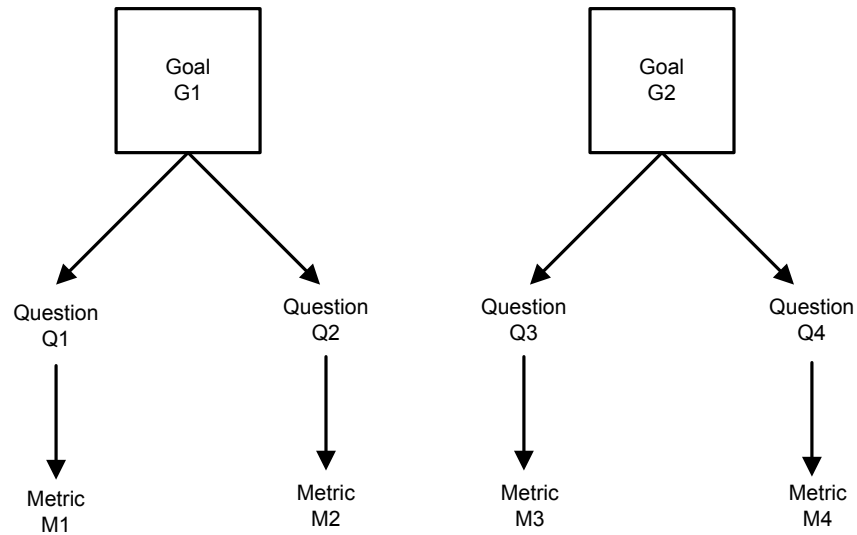 Goal
G1
Goal
G2
Question
Q1
Question
Q2
Question
Q3
Question
Q4
Metric
M1
Metric
M2
Metric
M3
Metric
M4